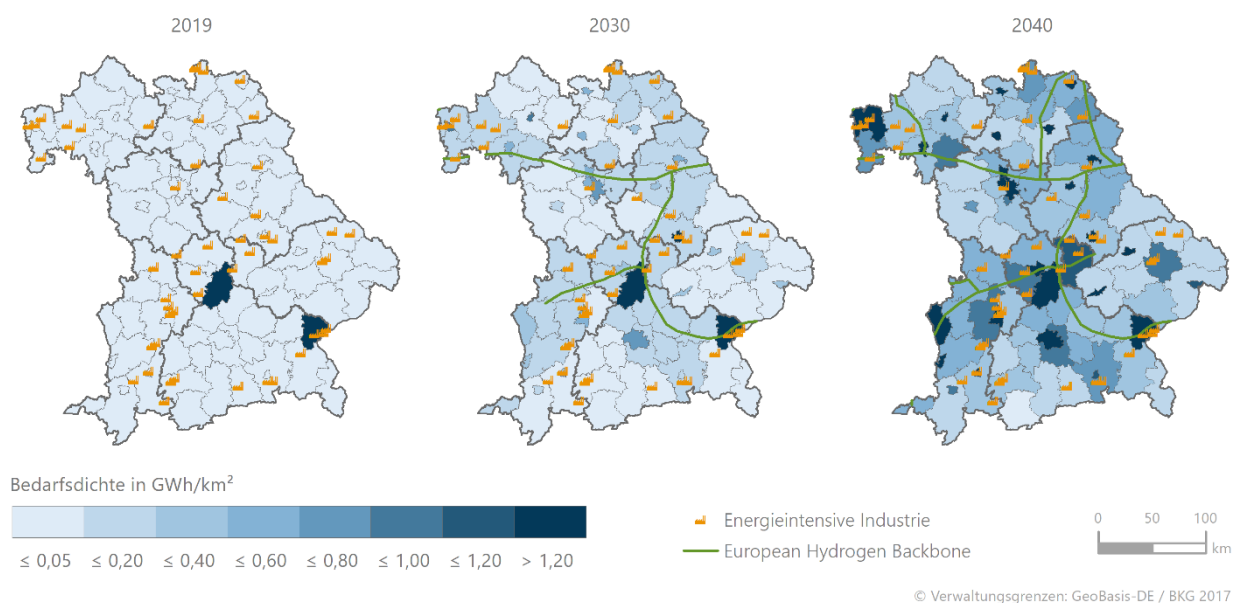 2019
2030
2040
Bedarfsdichte in GWh/km²
≤ 0,05 ≤ 0,20 ≤ 0,40 ≤ 0,60 ≤ 0,80 ≤ 1,00 ≤ 1,20 > 1,20
Energieintensive Industrie
European Hydrogen Backbone
0 50 100
km
© Verwaltungsgrenzen: GeoBasis-DE / BKG 2017